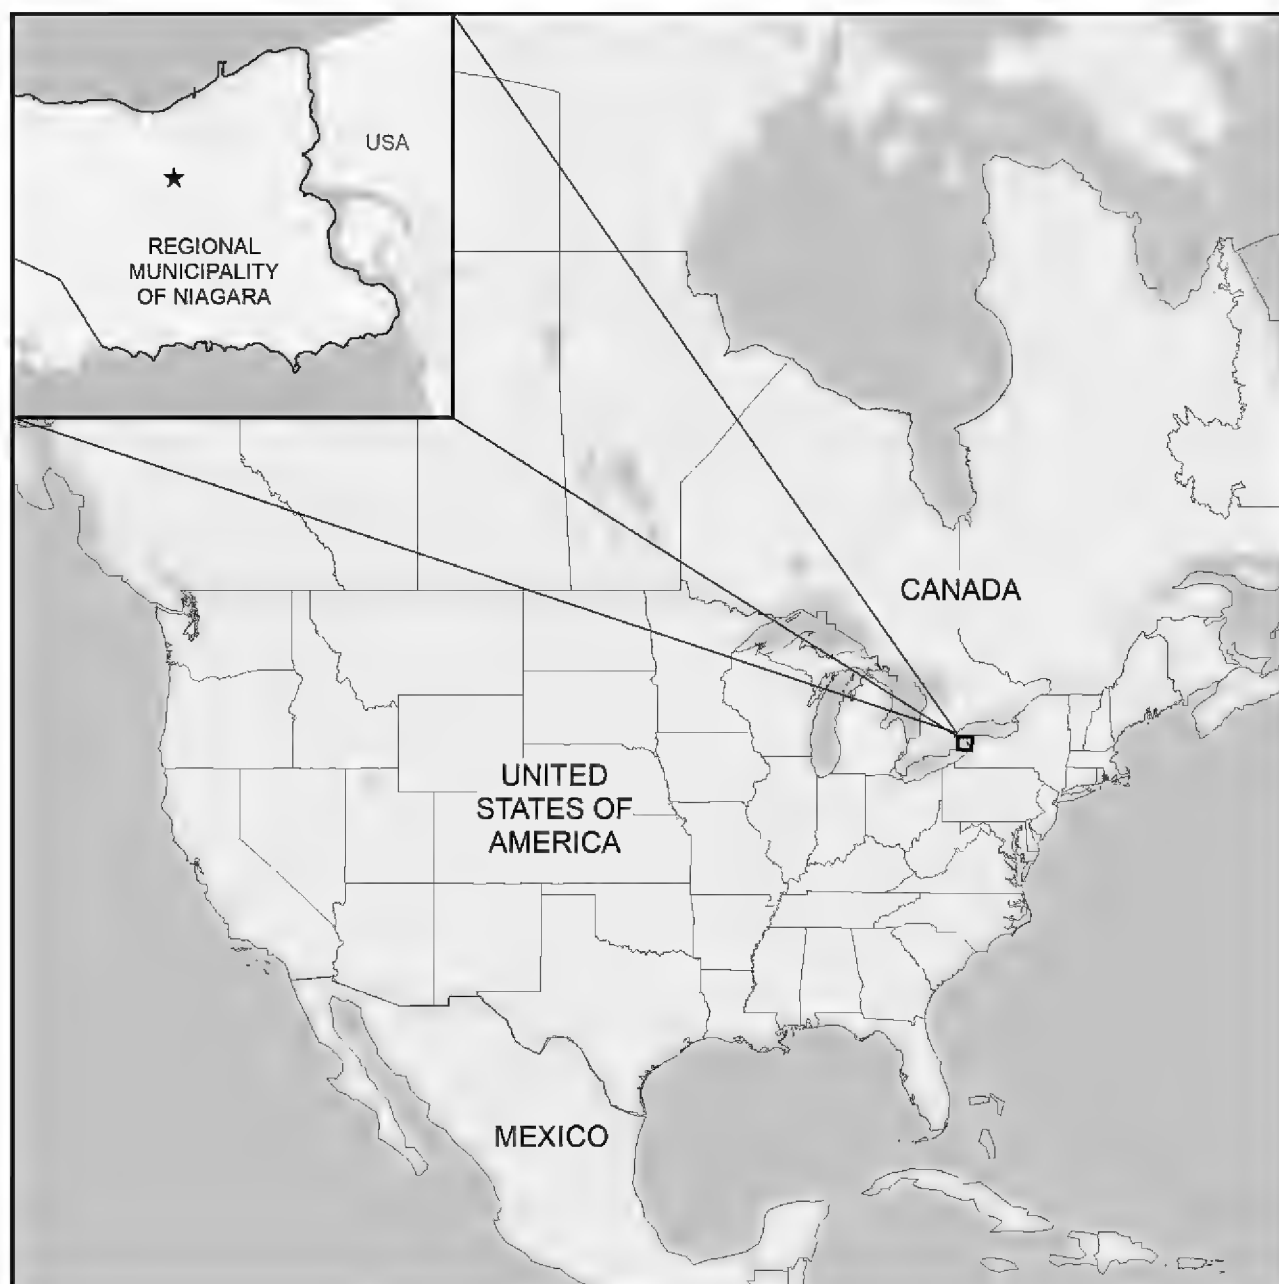 USA
REGIONAL
MUNICIPALITY
OF NIAGARA
CANADA
UNITED
STATES OF
AMERICA
MEXICO